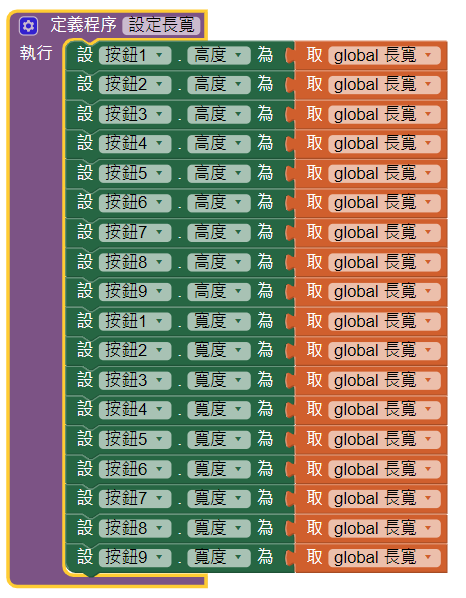 定義程序 設定長寬
執行 設 按鈕1 . 高度 為 取 global 長寬
設 按鈕2 . 高度 為 取 global 長寬
設 按鈕3 . 高度 為 取 global 長寬
設 按鈕4 . 高度 為 取 global 長寬
設 按鈕5 . 高度 為 取 global 長寬
設 按鈕6 . 高度 為 取 global 長寬
設 按鈕7 . 高度 為 取 global 長寬
設 按鈕8 . 高度 為 取 global 長寬
設 按鈕9 . 高度 為 取 global 長寬
設 按鈕1 . 寬度 為 取 global 長寬
設 按鈕2 . 寬度 為 取 global 長寬
設 按鈕3 . 寬度 為 取 global 長寬
設 按鈕4 . 寬度 為 取 global 長寬
設 按鈕5 . 寬度 為 取 global 長寬
設 按鈕6 . 寬度 為 取 global 長寬
設 按鈕7 . 寬度 為 取 global 長寬
設 按鈕8 . 寬度 為 取 global 長寬
設 按鈕9 . 寬度 為 取 global 長寬